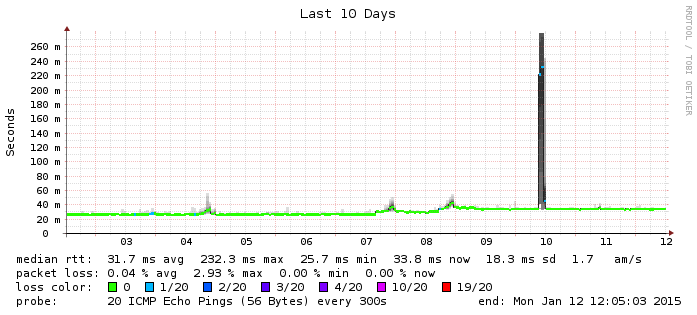 Last 10 Days
RRDTOOL / TOBI OETIKER
Seconds
260 m
240 m
220 m
200 m
180 m
160 m
140 m
120 m
100 m
80 m
60 m
40 m
20 m
0
03 04 05 06 07 08 09 10 11 12
median rtt: 31.7 ms avg 232.3 ms max 25.7 ms min 33.8 ms now 18.3 ms sd 1.7 am/s
packet loss: 0.04 % avg 2.93 % max 0.00 % min 0.00 % now
loss color: 0 1/20 2/20 3/20 4/20 10/20 19/20
probe: 20 ICMP Echo Pings (56 Bytes) every 300s end: Mon Jan 12 12:05:03 2015